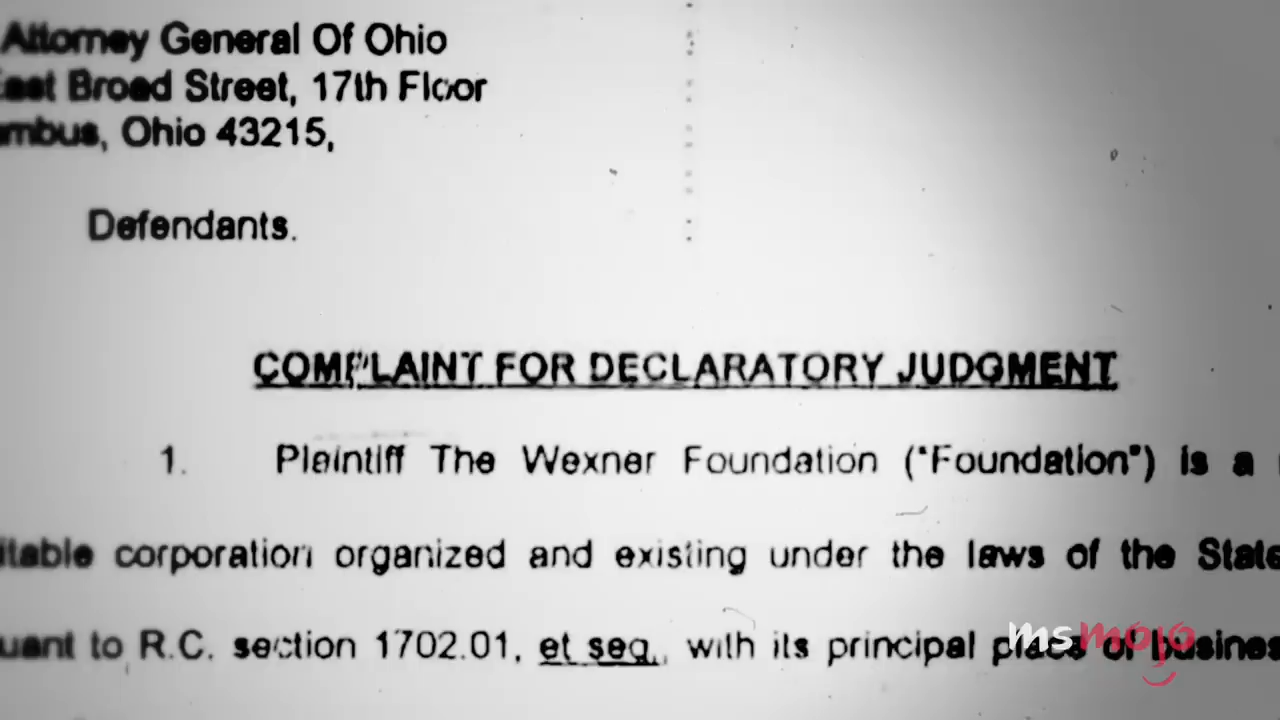 Attorney General Of Ohio
East Broad Street, 17th Floor
umbus, Ohio 43215,
Defendants.
COMPLAINT FOR DECLARATORY JUDGMENT
1. Plaintiff The Wexner Foundation ("Foundation") is a
itable corporation organized and existing under the laws of the State
uant to R.C. section 1702.01, et seq., with its principal place of busines
msmojo